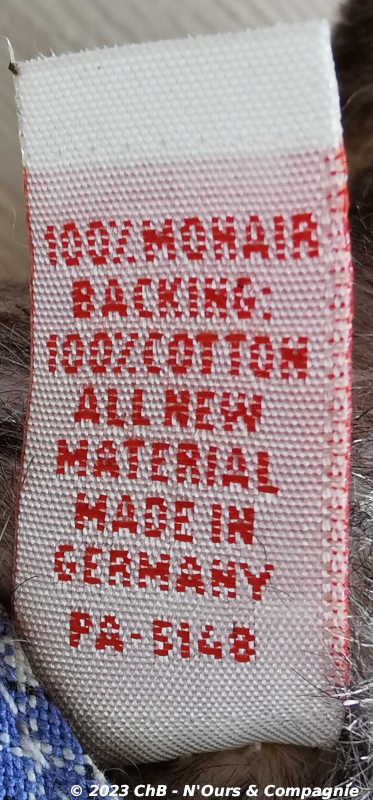 100% MOHAIR
BACKING:
100% COTTON
ALL NEW
MATERIAL
MADE IN
GERMANY
PA-5148
© 2023 ChB - N'Ours & Compagnie